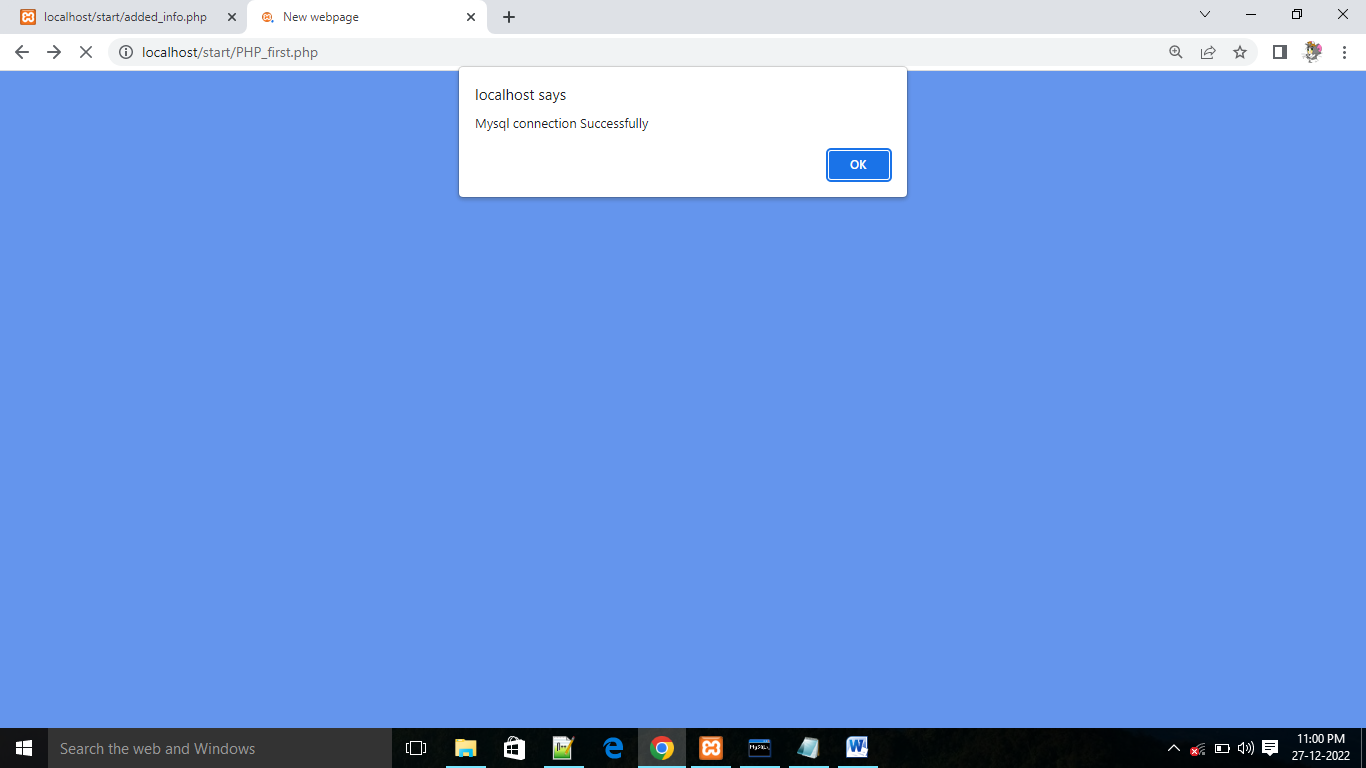 localhost/start/added_info.php
New webpage
localhost/start/PHP_first.php
localhost says
Mysql connection Successfully
OK
Search the web and Windows
11:00 PM
27-12-2022